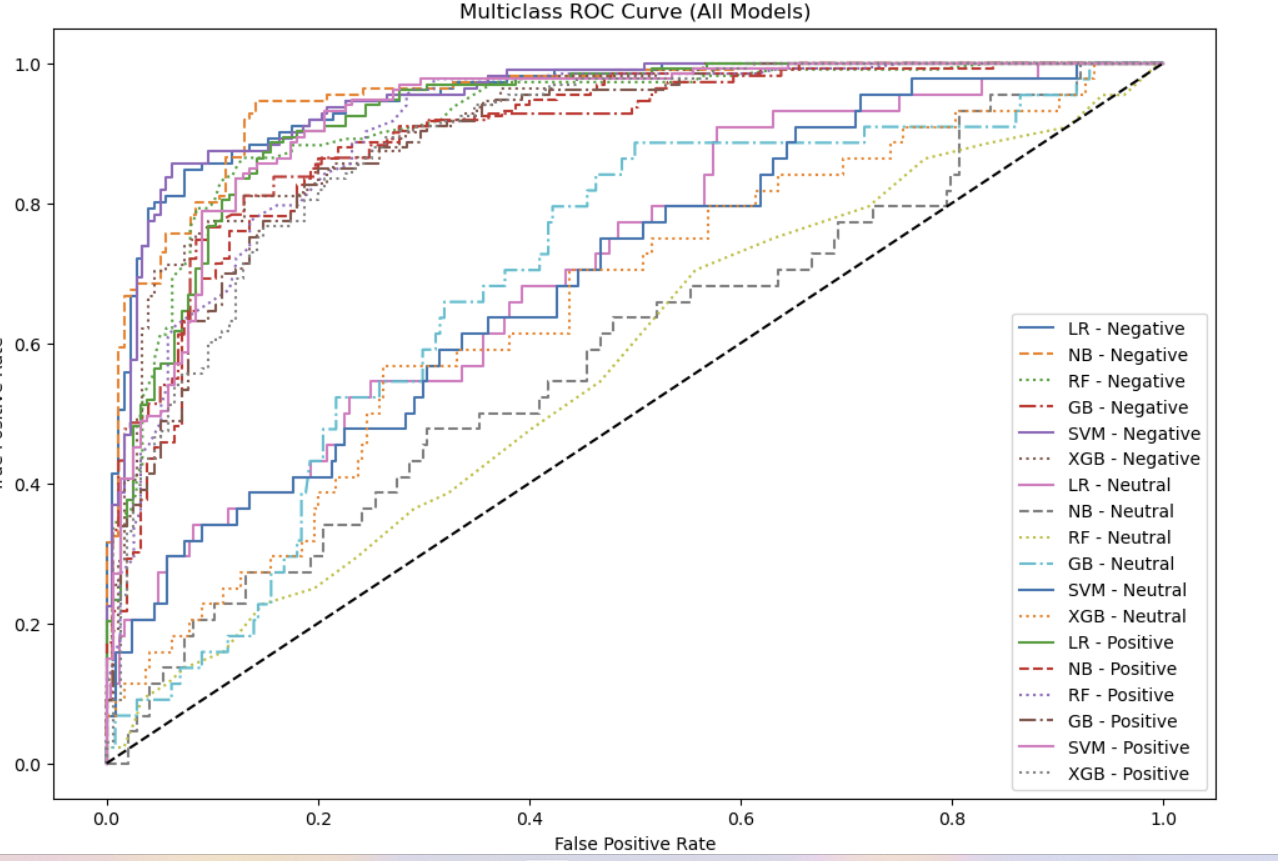 Multiclass ROC Curve (All Models)
1.0
0.8
0.6
0.4
0.2
0.0
0.0 0.2 0.4 0.6 0.8 1.0
False Positive Rate
LR - Negative
NB - Negative
RF - Negative
GB - Negative
SVM - Negative
XGB - Negative
LR - Neutral
NB - Neutral
RF - Neutral
GB - Neutral
SVM - Neutral
XGB - Neutral
LR - Positive
NB - Positive
RF - Positive
GB - Positive
SVM - Positive
XGB - Positive